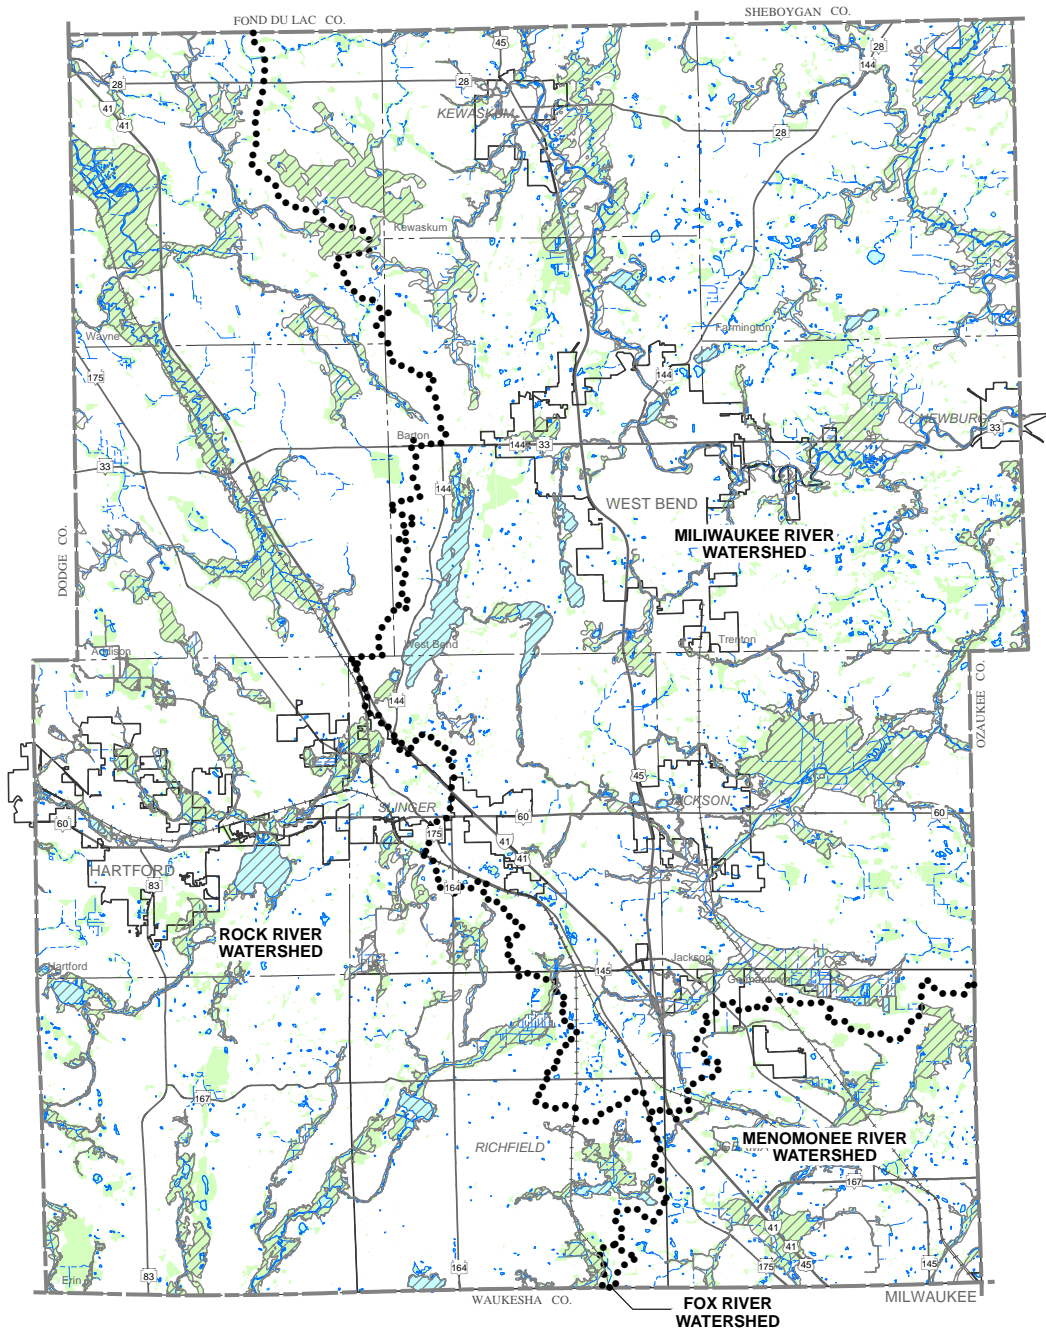 FOND DU LAC CO.
SHEBOYGAN CO.
45
28
144
28
28
41
41
KEWASKUM
28
Kewaskum
Wayne
Farmington
175
144
NEWBURG
33
Barton
144
33
33
144
WEST BEND
MILIWAUKEE RIVER
WATERSHED
DODGE CO.
West Bend
Trenton
Addison
OZAUKEE CO.
144
45
JACKSON
SLINGER
60
60
60
175
41
41
HARTFORD
83
164
ROCK RIVER
WATERSHED
Hartford
Jackson
145
Germantown
167
MENOMONEE RIVER
WATERSHED
RICHFIELD
167
41
41
Erin
83
164
175
45
145
WAUKESHA CO.
MILWAUKEE
FOX RIVER
WATERSHED